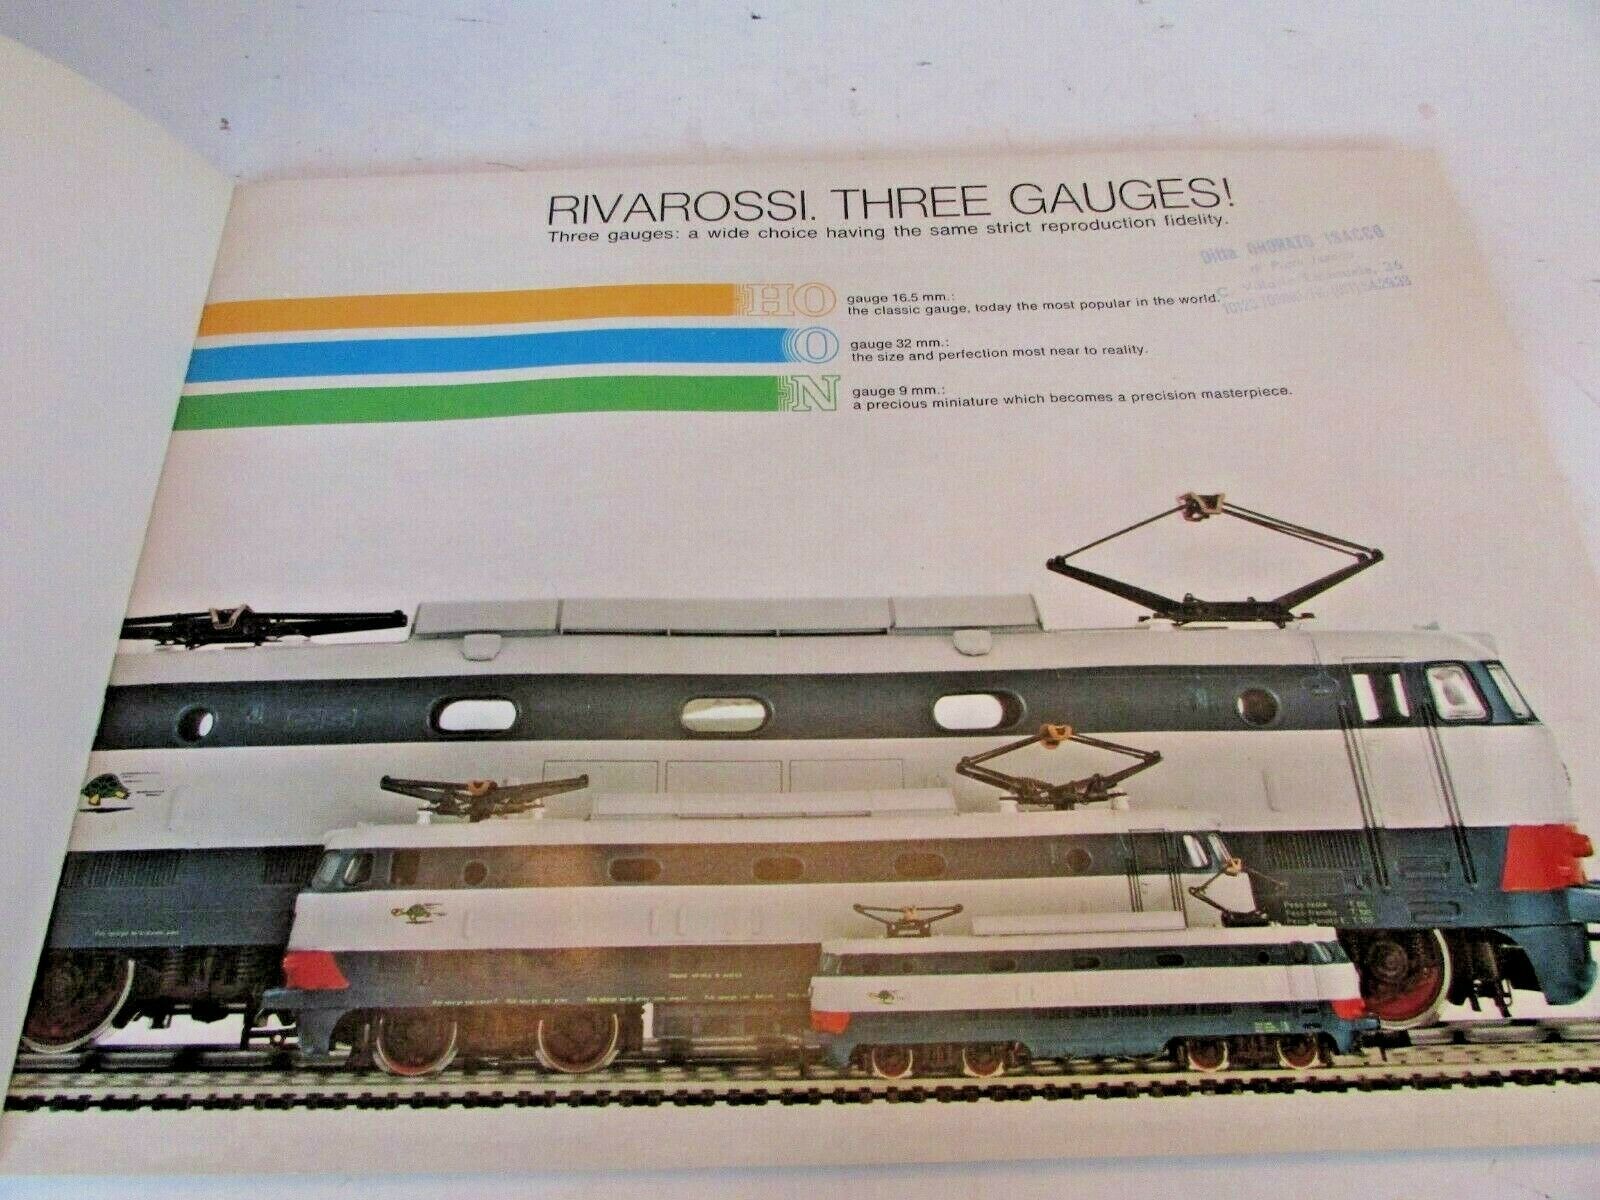 RIVAROSSI. THREE GAUGES!
Three gauges: a wide choice having the same strict reproduction fidelity.
Ditta ISACCO
HO
gauge 16.5 mm.:
the classic gauge, today the most popular in the world.
O
gauge 32 mm.:
the size and perfection most near to reality.
N
gauge 9 mm.:
a precious miniature which becomes a precision masterpiece.